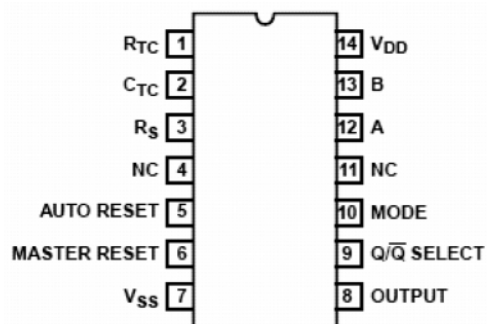 RTC 1 14 VDD
CTC 2 13 B
RS 3 12 A
NC 4 11 NC
AUTO RESET 5 10 MODE
MASTER RESET 6 9 Q/Q̅ SELECT
VSS 7 8 OUTPUT